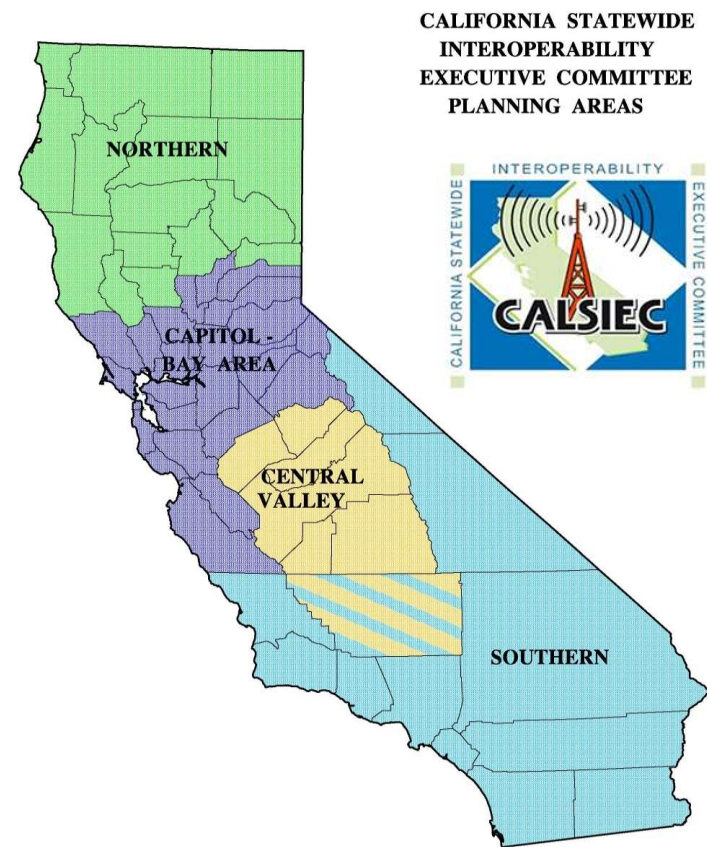 CALIFORNIA STATEWIDE
INTEROPERABILITY
EXECUTIVE COMMITTEE
PLANNING AREAS
INTEROPERABILITY
CALIFORNIA STATEWIDE
EXECUTIVE COMMITTEE
CALSIEC
NORTHERN
CAPITOL -
BAY AREA
CENTRAL
VALLEY
SOUTHERN